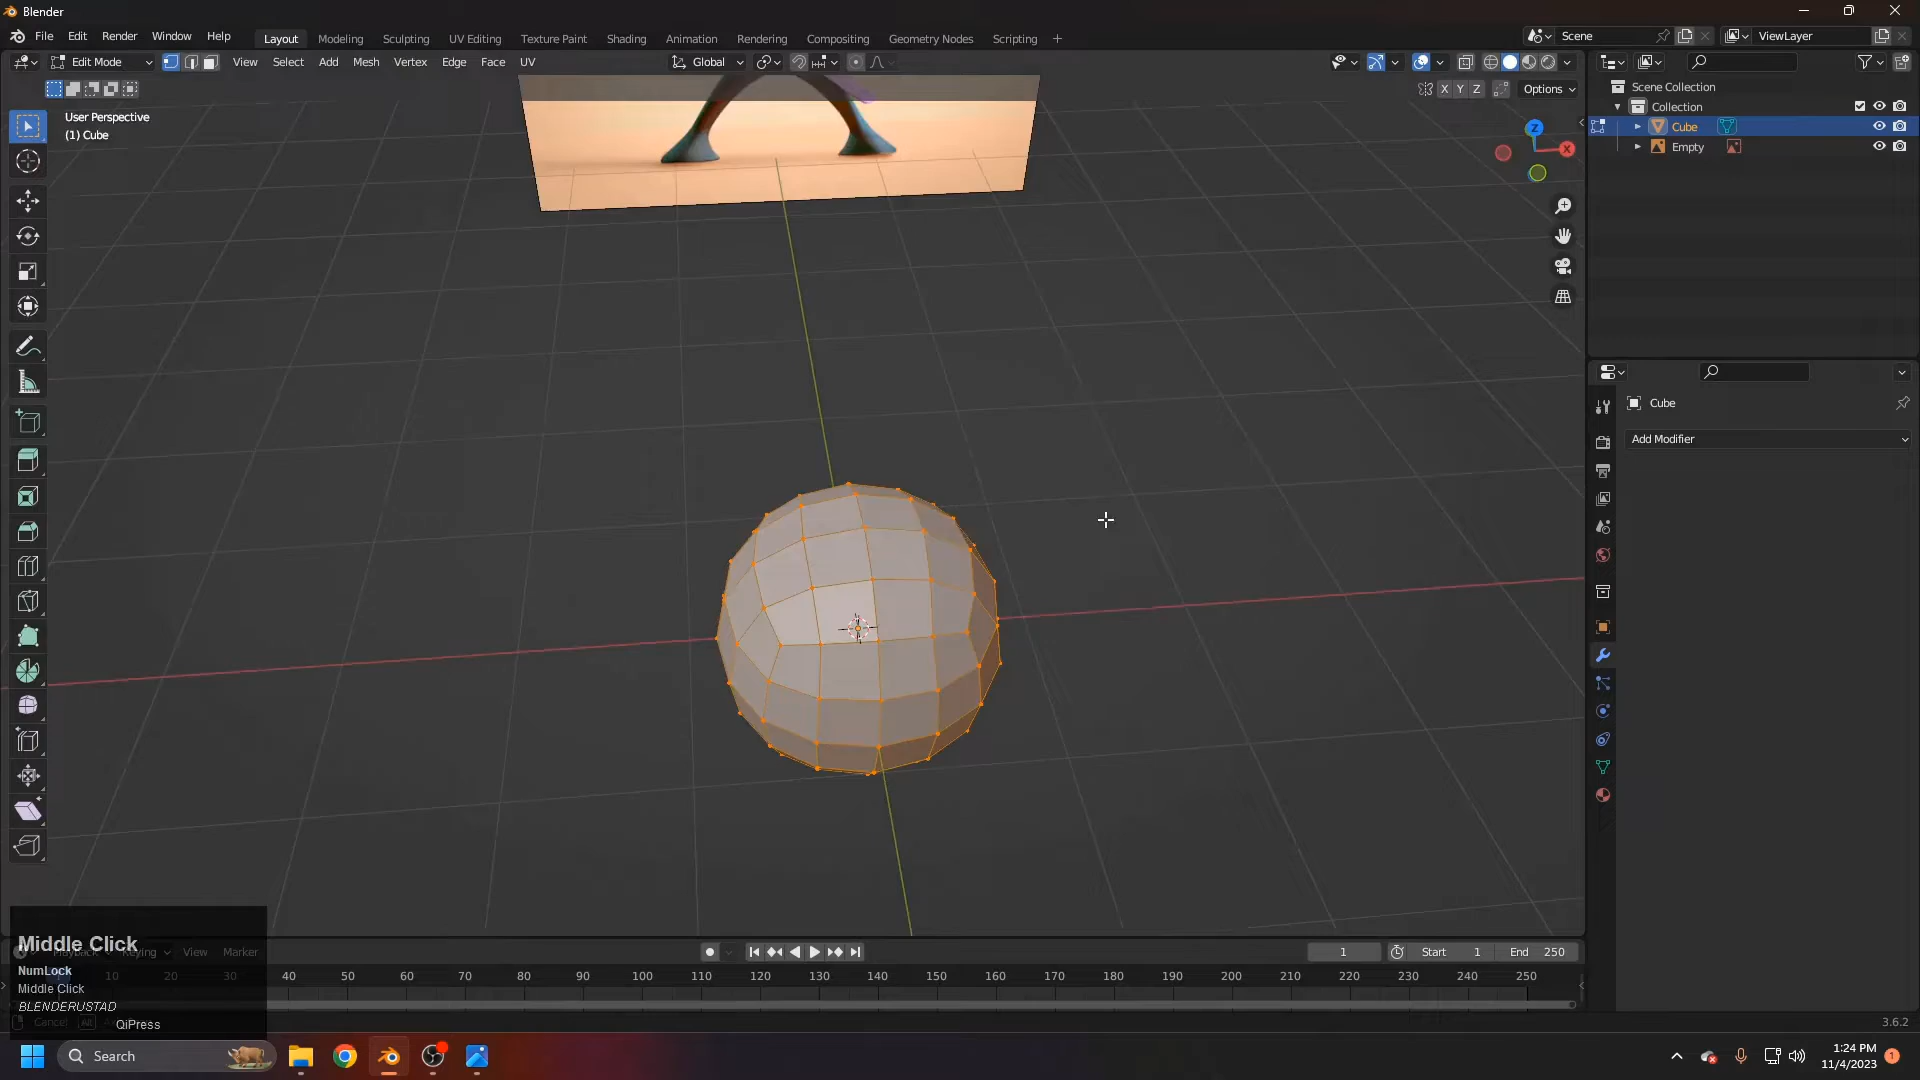 Blender
File Edit Render Window Help
Layout Modeling Sculpting UV Editing Texture Paint Shading Animation Rendering Compositing Geometry Nodes Scripting +
Scene
ViewLayer
Edit Mode View Select Add Mesh Vertex Edge Face UV
Global
X Y Z Options
User Perspective
(1) Cube
Z
X
Scene Collection
Collection
Cube
Empty
Cube
Add Modifier
Middle Click
Playback Keying View Marker
1
Start 1
End 250
NumLock
Middle Click
BLENDERUSTAD
QiPress
Cancel Alt
10 20 30 40 50 60 70 80 90 100 110 120 130 140 150 160 170 180 190 200 210 220 230 240 250
3.6.2
Search
1:24 PM
11/4/2023
1